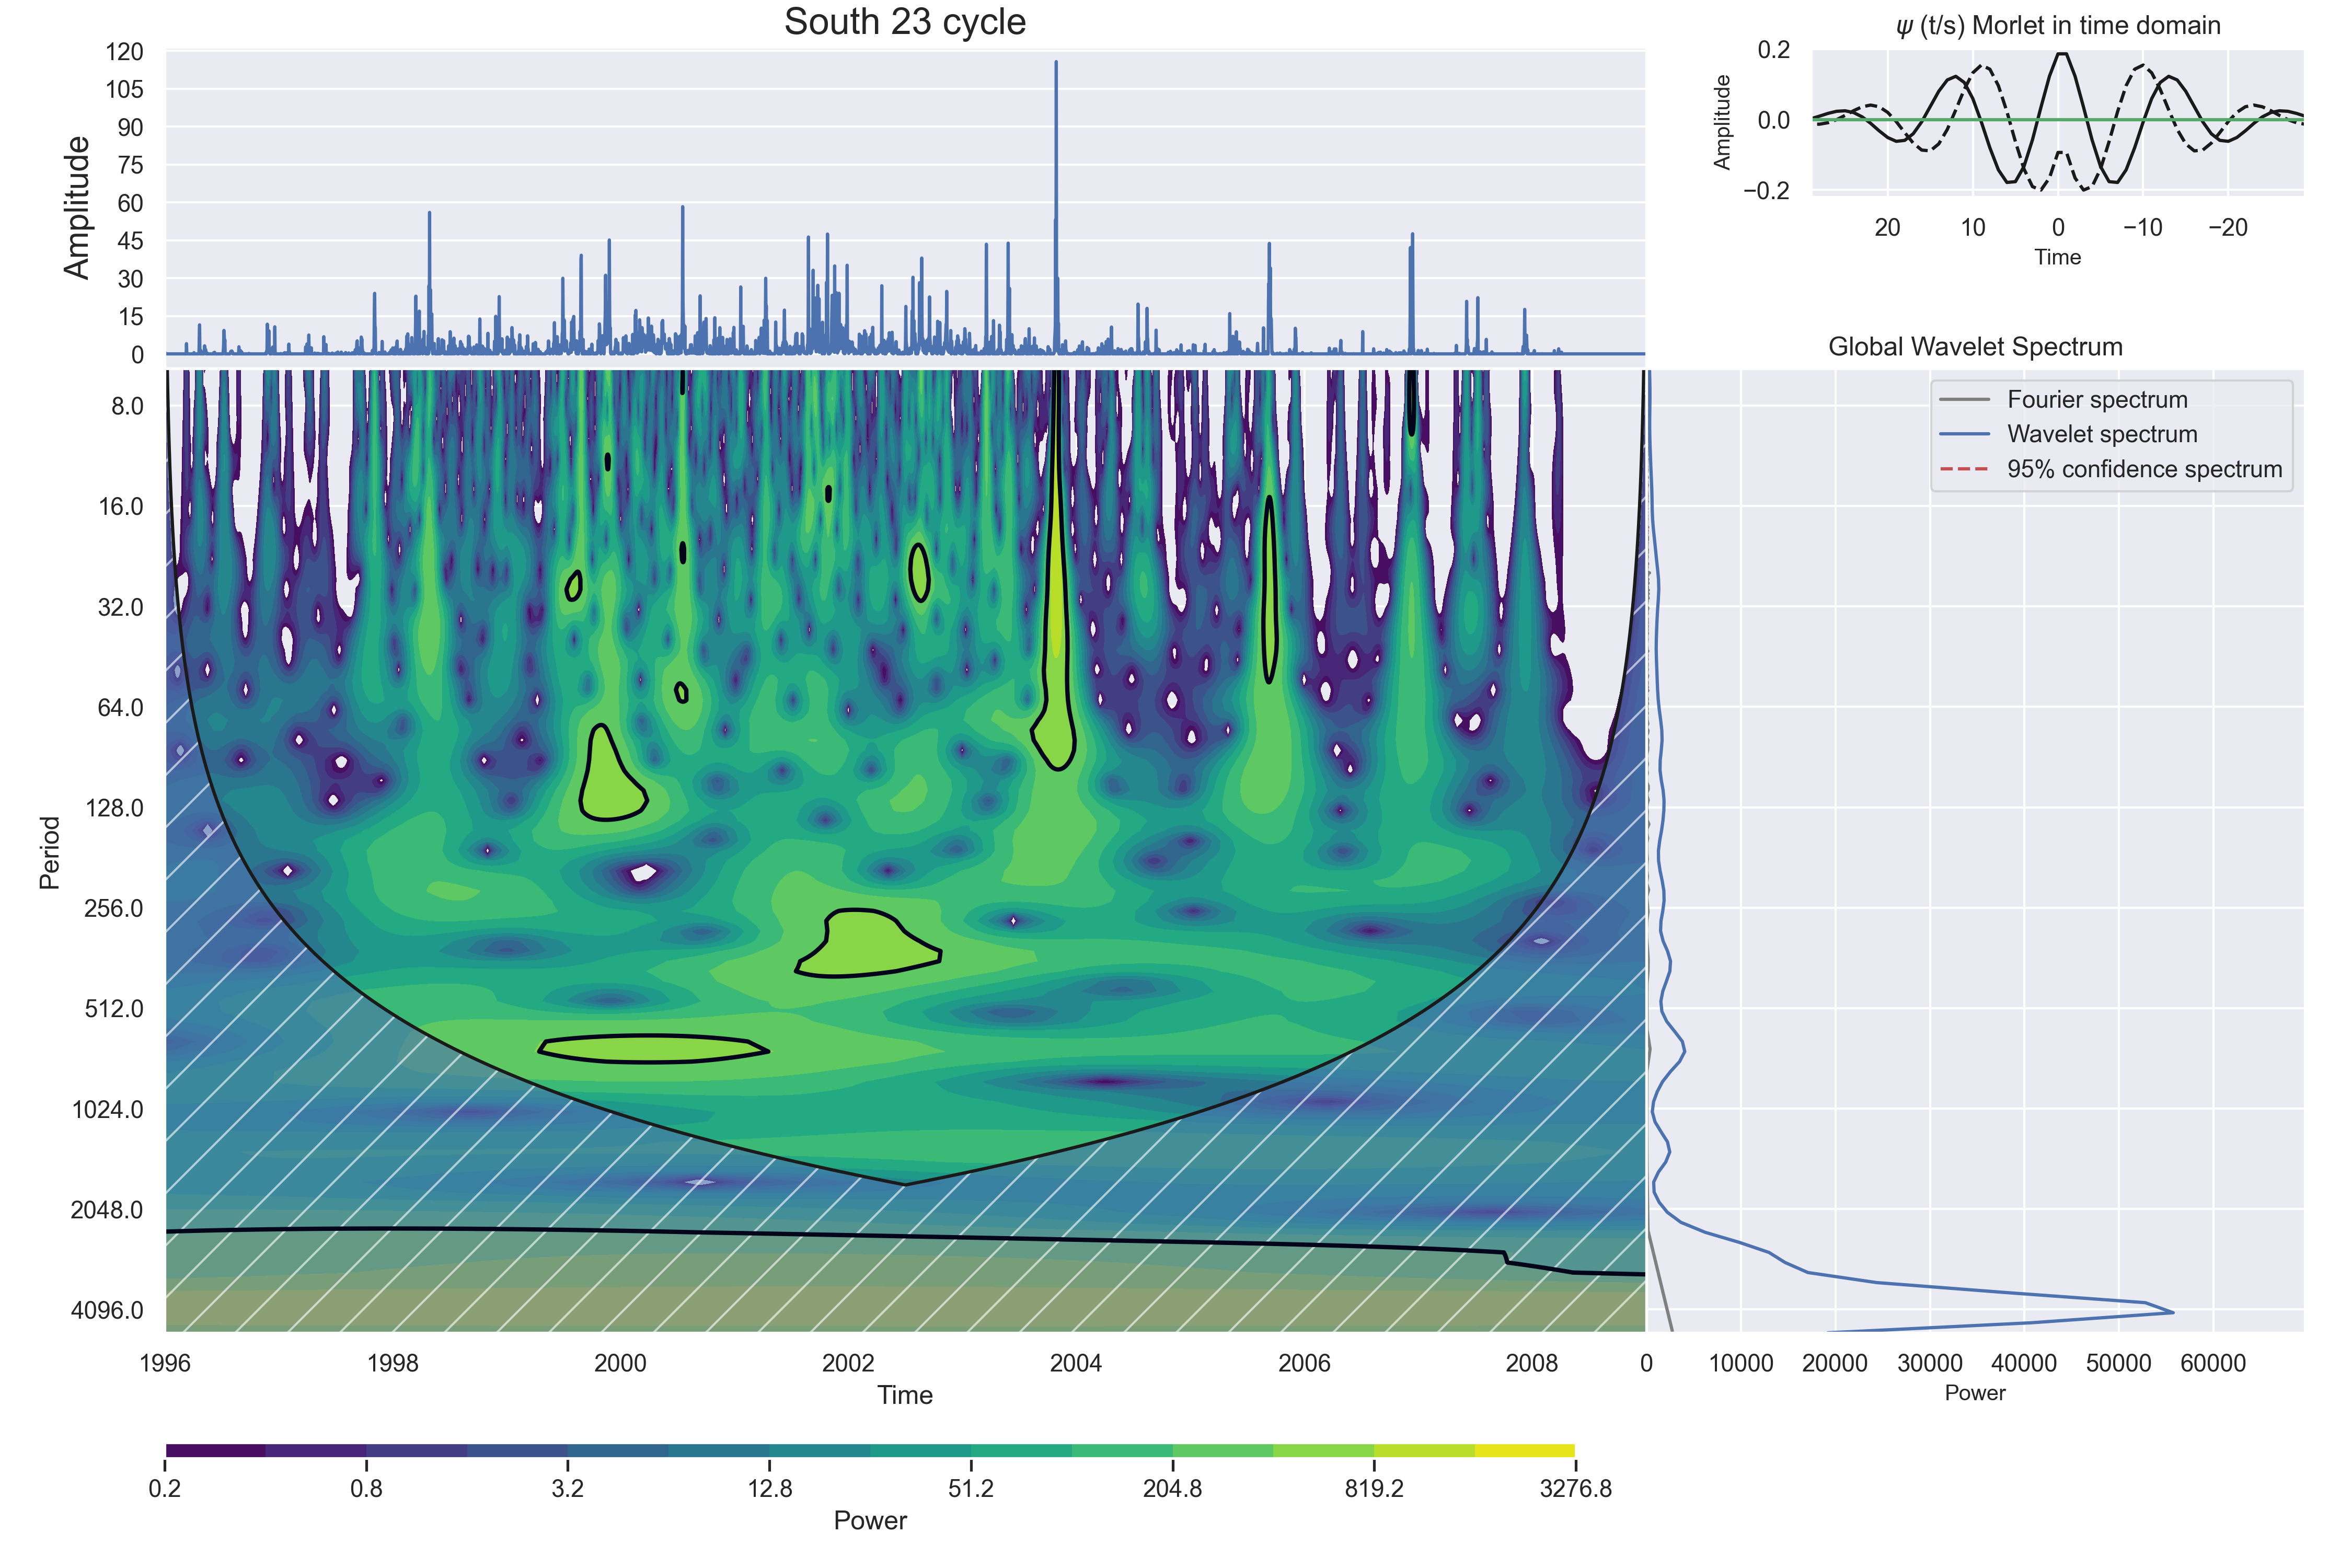 South 23 cycle
120
105
90
75
60
45
30
15
0
Amplitude
ψ (t/s) Morlet in time domain
0.2
0.0
−0.2
Amplitude
20 10 0 −10 −20
Time
Global Wavelet Spectrum
Fourier spectrum
Wavelet spectrum
95% confidence spectrum
8.0
16.0
32.0
64.0
128.0
256.0
512.0
1024.0
2048.0
4096.0
Period
1996 1998 2000 2002 2004 2006 2008
Time
0 10000 20000 30000 40000 50000 60000
Power
0.2 0.8 3.2 12.8 51.2 204.8 819.2 3276.8
Power